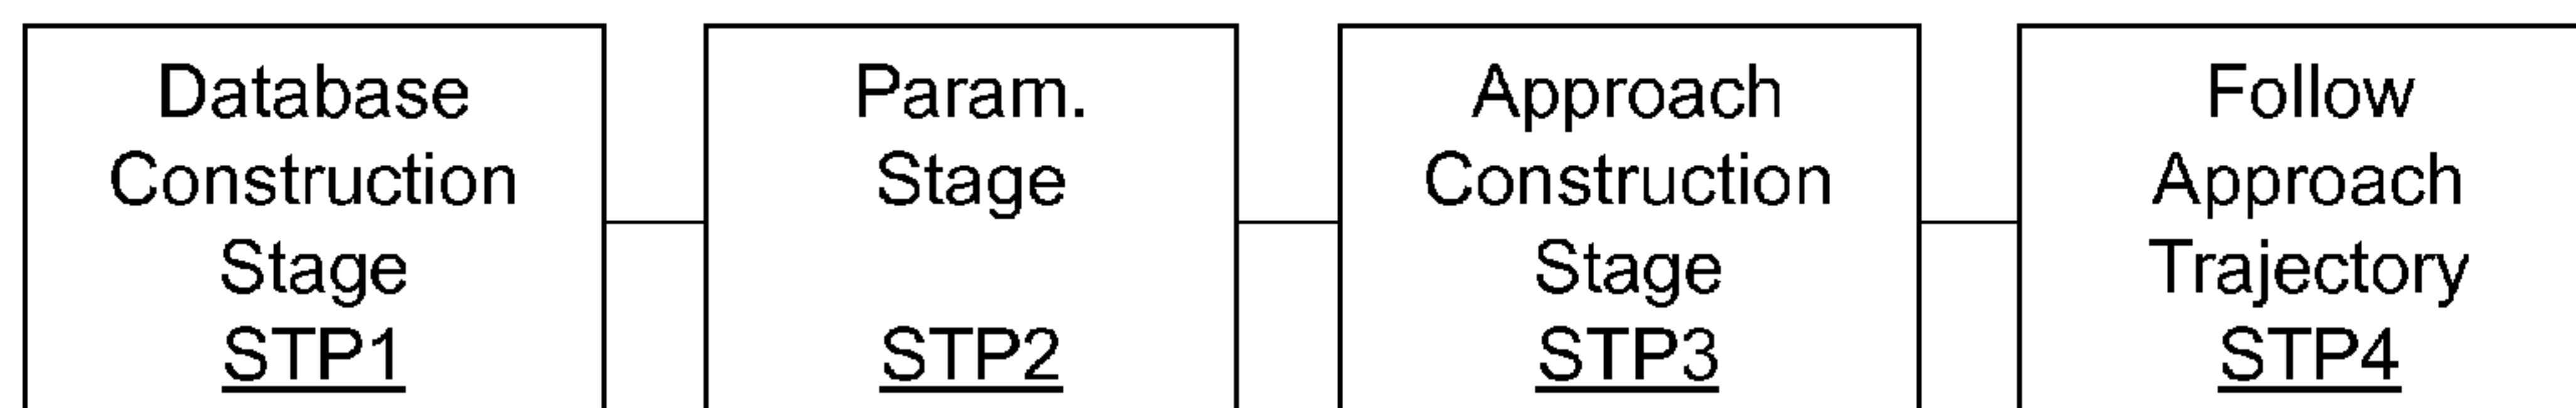 Database
Construction
Stage
STP1
Param.
Stage
STP2
Approach
Construction
Stage
STP3
Follow
Approach
Trajectory
STP4